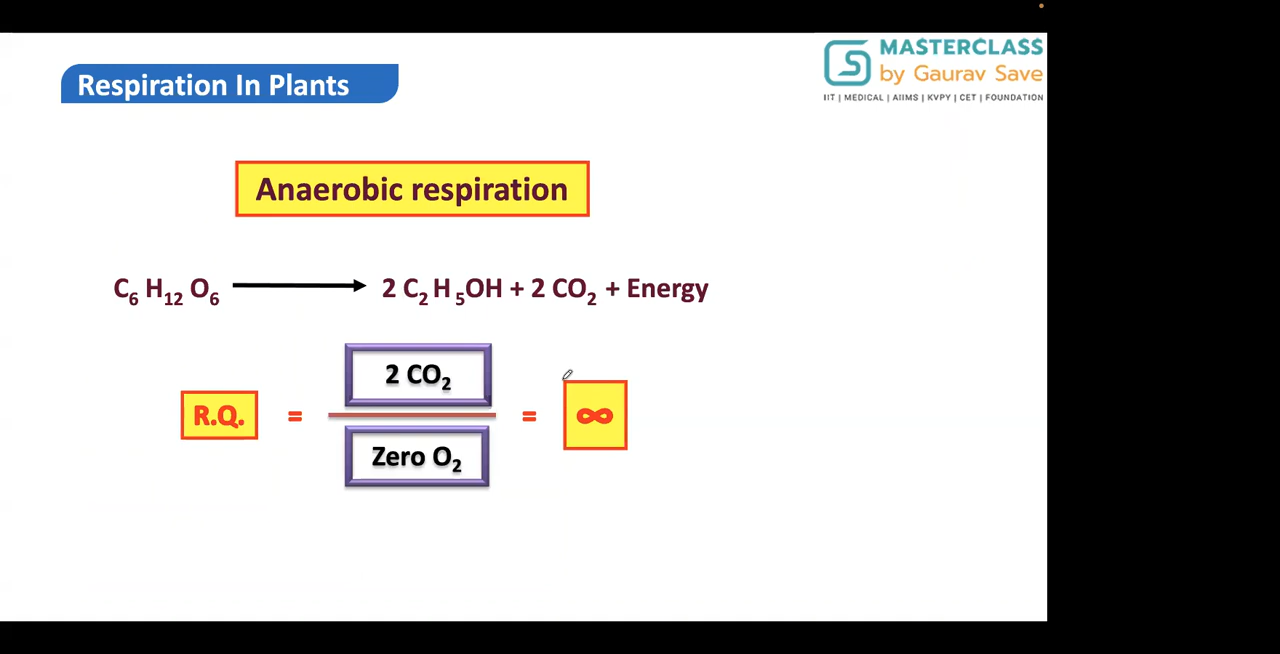 MASTERCLASS
by Gaurav Save
IIT | MEDICAL | AIIMS | KVPY | CET | FOUNDATION
Respiration In Plants
Anaerobic respiration
C₆ H₁₂ O₆ ⟶ 2 C₂ H ₅OH + 2 CO₂ + Energy
2 CO₂
R.Q. = = ∞
Zero O₂